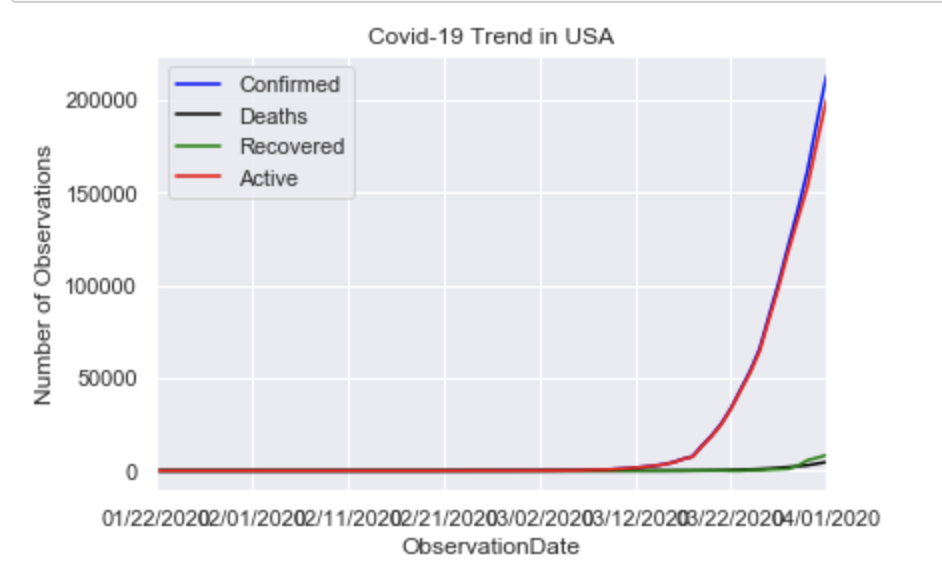 Covid-19 Trend in USA
Confirmed
Deaths
Recovered
Active
200000
150000
100000
50000
0
Number of Observations
01/22/2020 02/01/2020 02/11/2020 02/21/2020 03/02/2020 03/12/2020 03/22/2020 04/01/2020
ObservationDate